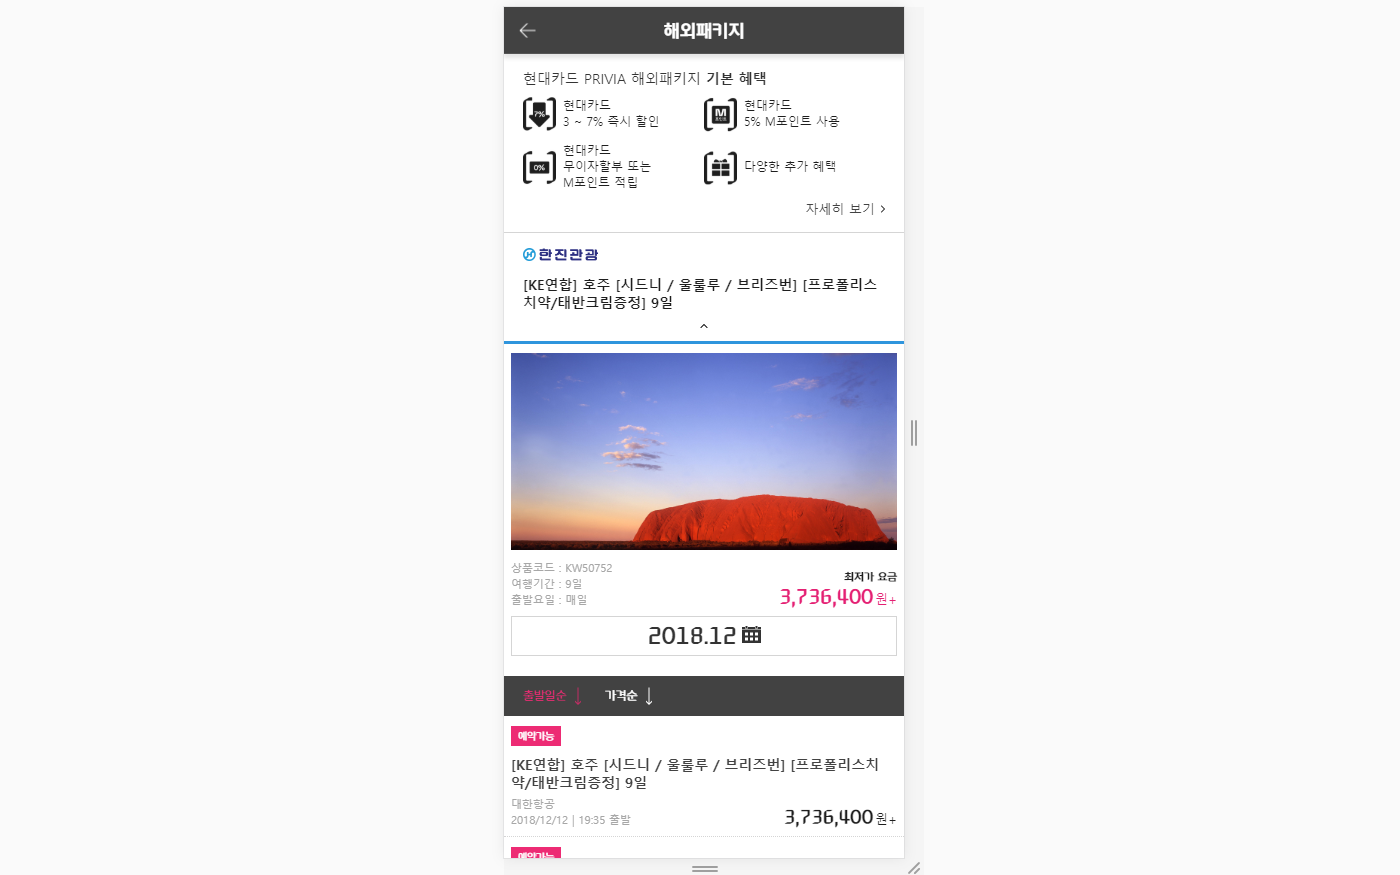 해외패키지
현대카드 PRIVIA 해외패키지 기본 혜택
7%
현대카드
3 ~ 7% 즉시 할인
M
포인트
현대카드
5% M포인트 사용
0%
현대카드
무이자할부 또는
M포인트 적립
다양한 추가 혜택
자세히 보기 >
한진관광
[KE연합] 호주 [시드니 / 울룰루 / 브리즈번] [프로폴리스
치약/태반크림증정] 9일
상품코드 : KW50752
여행기간 : 9일
출발요일 : 매일
최저가 요금
3,736,400 원+
2018.12
출발일순 ↓ 가격순 ↓
예약가능
[KE연합] 호주 [시드니 / 울룰루 / 브리즈번] [프로폴리스치
약/태반크림증정] 9일
대한항공
2018/12/12 | 19:35 출발
3,736,400 원+
예약가능